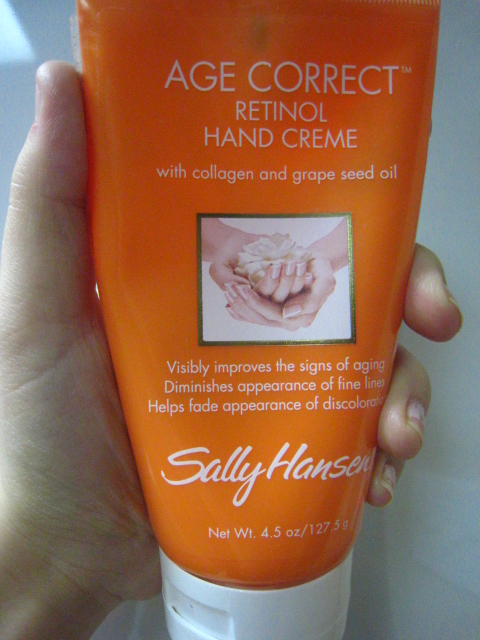 AGE CORRECT™
RETINOL
HAND CREME
with collagen and grape seed oil
Visibly improves the signs of aging
Diminishes appearance of fine lines
Helps fade appearance of discoloratio
Sally Hansen
Net Wt. 4.5 oz/127.5 g